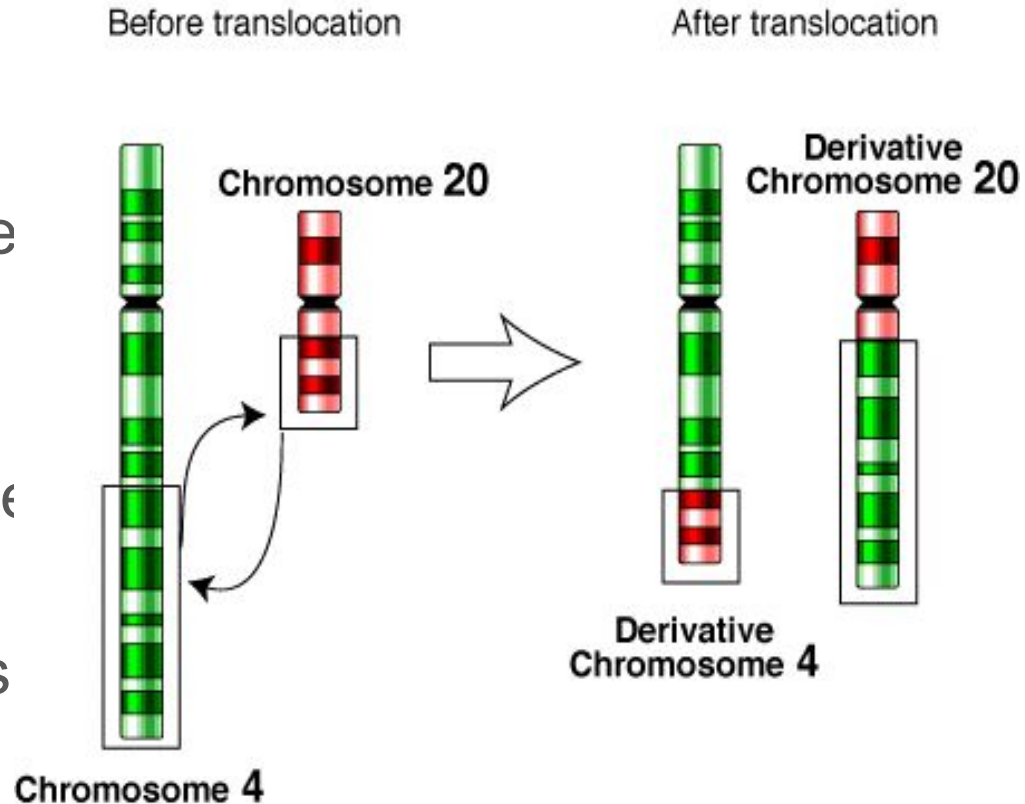 Before translocation
After translocation
Chromosome 20
Derivative
Chromosome 20
e
e
s
Derivative
Chromosome 4
Chromosome 4